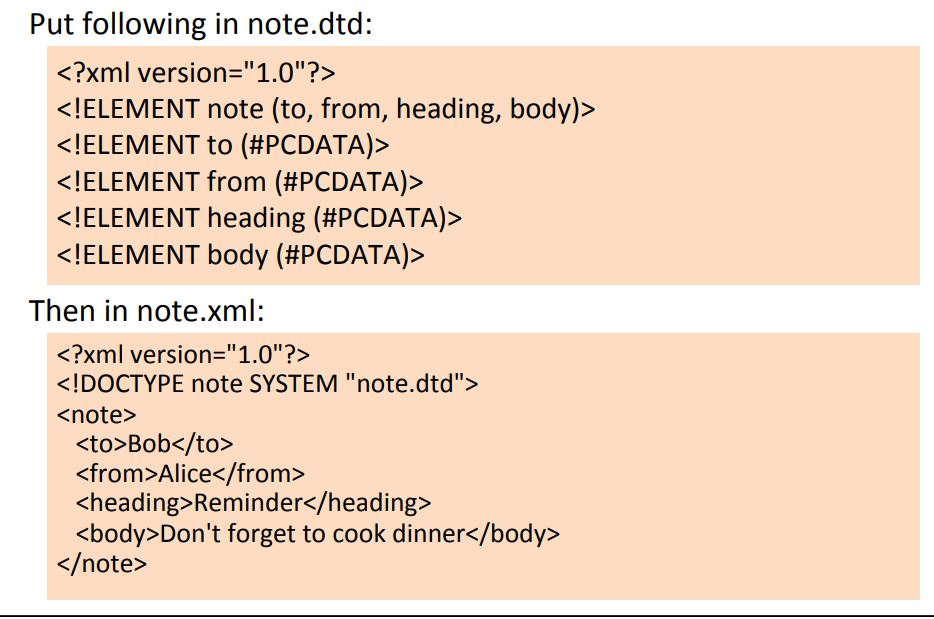 Put following in note.dtd:
<?xml version="1.0"?>
<!ELEMENT note (to, from, heading, body)>
<!ELEMENT to (#PCDATA)>
<!ELEMENT from (#PCDATA)>
<!ELEMENT heading (#PCDATA)>
<!ELEMENT body (#PCDATA)>
Then in note.xml:
<?xml version="1.0"?>
<!DOCTYPE note SYSTEM "note.dtd">
<note>
<to>Bob</to>
<from>Alice</from>
<heading>Reminder</heading>
<body>Don't forget to cook dinner</body>
</note>